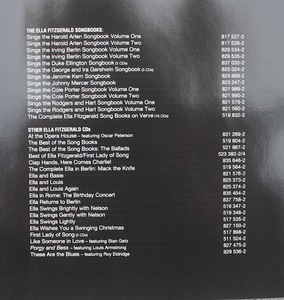 THE ELLA FITZGERALD SONGBOOKS:
Sings the Harold Arlen Songbook Volume One 817 527-2
Sings the Harold Arlen Songbook Volume Two 817 528-2
Sings the Irving Berlin Songbook Volume One 829 534-2
Sings the Irving Berlin Songbook Volume Two 829 535-2
Sings the Duke Ellington Songbook (3 CDs) 837 035-2
Sings the George and Ira Gershwin Songbook (3 CDs) 825 024-2
Sings the Jerome Kern Songbook 825 669-2
Sings the Johnny Mercer Songbook 823 247-2
Sings the Cole Porter Songbook Volume One 821 989-2
Sings the Cole Porter Songbook Volume Two 821 990-2
Sings the Rodgers and Hart Songbook Volume One 821 579-2
Sings the Rodgers and Hart Songbook Volume Two 821 580-2
The Complete Ella Fitzgerald Song Books on Verve (16 CDs) 519 832-2
OTHER ELLA FITZGERALD CDs
At the Opera House - featuring Oscar Peterson 831 269-2
The Best of the Song Books 519 804-2
The Best of the Song Books: The Ballads 521 867-2
Best of Ella Fitzgerald/First Lady of Song 523 382-2/4
Clap Hands, Here Comes Charlie! 835 646-2
The Complete Ella in Berlin: Mack the Knife 519 564-2
Ella and Basie 821 576-2
Ella and Louis 825 373-2
Ella and Louis Again 825 374-2
Ella in Rome: The Birthday Concert 835 454-2
Ella Returns to Berlin 837 758-2
Ella Swings Brightly with Nelson 519 347-2
Ella Swings Gently with Nelson 519 348-2
Ella Swings Lightly 517 535-2
Ella Wishes You a Swinging Christmas 827 150-2
First Lady of Song (3 CDs) 517 898-2
Like Someone in Love - featuring Stan Getz 511 524-2
Porgy and Bess - featuring Louis Armstrong 827 475-2
These Are the Blues - featuring Roy Eldridge 829 536-2